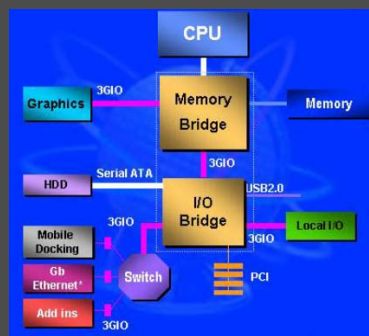 CPU
3GIO
Graphics
Memory
Bridge
Memory
3GIO
Serial ATA
HDD
USB2.0
I/O
Bridge
3GIO
Mobile
Docking
3GIO
Local I/O
Gb
Ethernet*
Switch
PCI
Add ins
3GIO